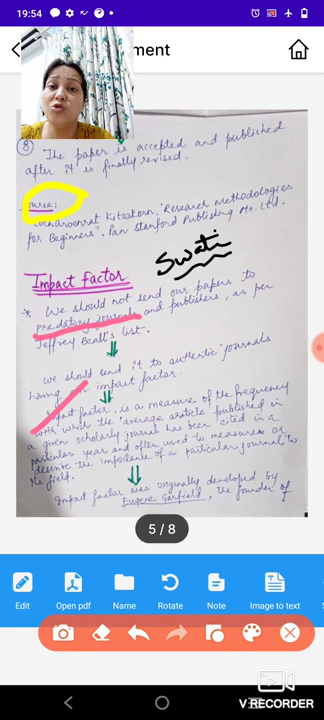 19:54
ment
⑧ The paper is accepted and published
after it is finally revised.
urse:
Kitcakorn, "Research Methodologies
for Beginners". Pan Stanford Publishing Pte. Ltd.
Swati
Impact Factor
* We should not send our papers to
predatory journals and publishers, as per
Jeffrey Beall's list.
We should send it to authentic journals
having an impact factor.
Impact factor, is a measure of the frequency
with which the average article published in
a given scholarly journal has been cited in a
particular year and often used to measure or
describe the importance of a particular journal to
its field.
Impact factor was originally developed by
Eugene Garfield, the founder of
5 / 8
Edit
Open pdf
Name
Rotate
Note
Image to text
S
V RECORDER